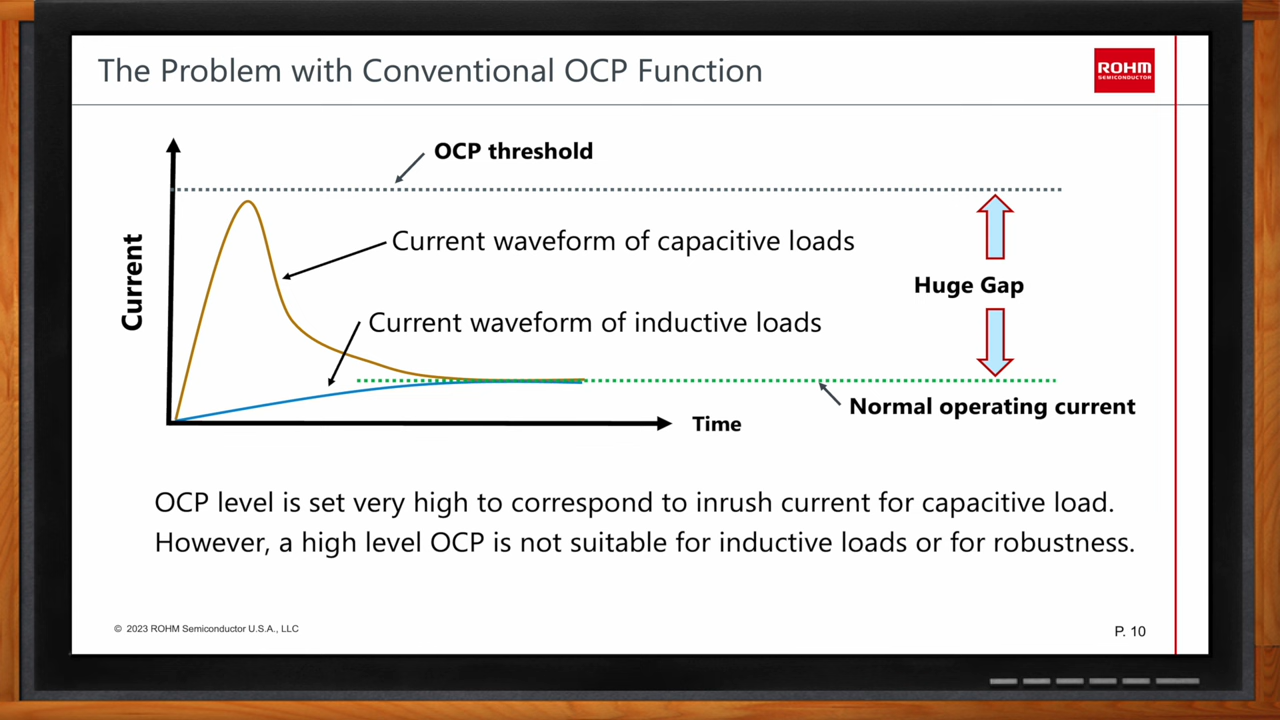 The Problem with Conventional OCP Function
ROHM
SEMICONDUCTOR
OCP threshold
Current waveform of capacitive loads
Current
Huge Gap
Current waveform of inductive loads
Normal operating current
Time
OCP level is set very high to correspond to inrush current for capacitive load.
However, a high level OCP is not suitable for inductive loads or for robustness.
© 2023 ROHM Semiconductor U.S.A., LLC
P. 10